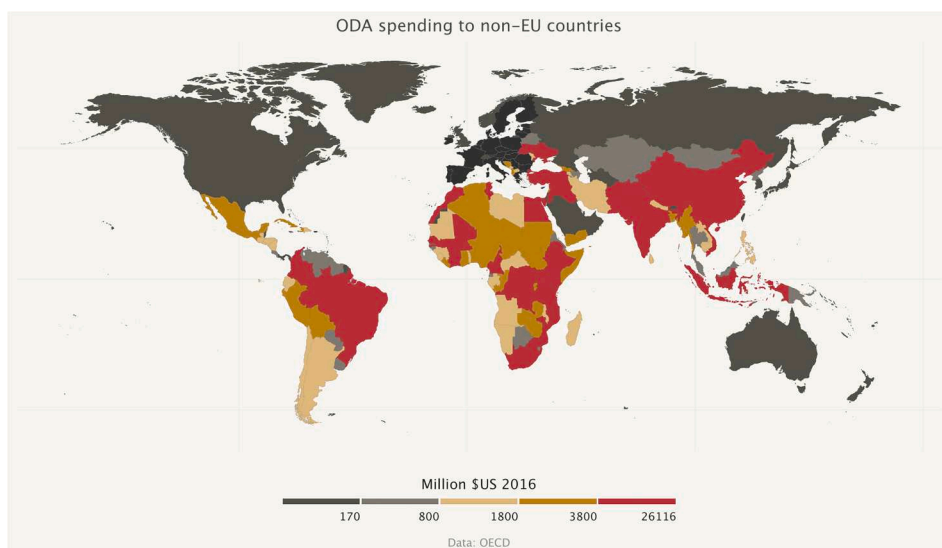 ODA spending to non-EU countries
Million $US 2016
170 800 1800 3800 26116
Data: OECD